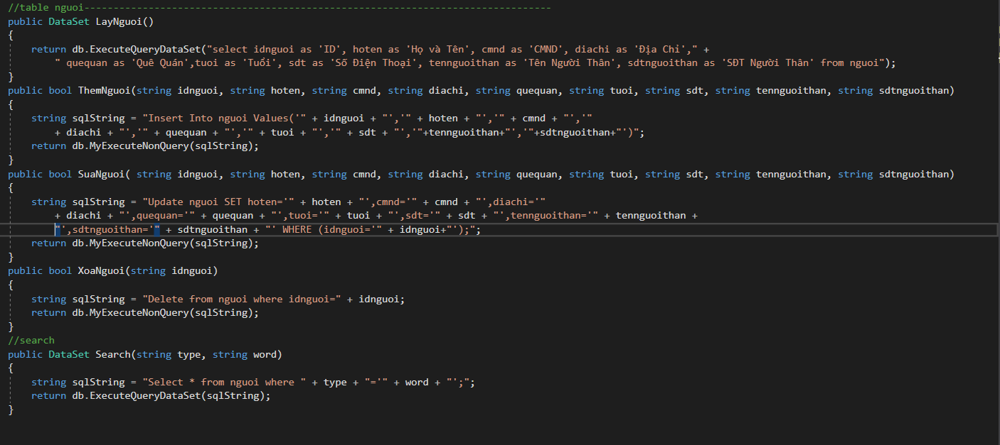 //table nguoi--------------------------------------------------------------------------------
public DataSet LayNguoi()
{
return db.ExecuteQueryDataSet("select idnguoi as 'ID', hoten as 'Họ và Tên', cmnd as 'CMND', diachi as 'Địa Chỉ'," +
" quequan as 'Quê Quán',tuoi as 'Tuổi', sdt as 'Số Điện Thoại', tennguoithan as 'Tên Người Thân', sdtnguoithan as 'SĐT Người Thân' from nguoi");
}
public bool ThemNguoi(string idnguoi, string hoten, string cmnd, string diachi, string quequan, string tuoi, string sdt, string tennguoithan, string sdtnguoithan)
{
string sqlString = "Insert Into nguoi Values('" + idnguoi + "','" + hoten + "','" + cmnd + "','"
+ diachi + "','" + quequan + "','" + tuoi + "','" + sdt + "','"+tennguoithan+"','"+sdtnguoithan+"')";
return db.MyExecuteNonQuery(sqlString);
}
public bool SuaNguoi( string idnguoi, string hoten, string cmnd, string diachi, string quequan, string tuoi, string sdt, string tennguoithan, string sdtnguoithan)
{
string sqlString = "Update nguoi SET hoten='" + hoten + "',cmnd='" + cmnd + "',diachi='"
+ diachi + "',quequan='" + quequan + "',tuoi='" + tuoi + "',sdt='" + sdt + "',tennguoithan='" + tennguoithan +
"',sdtnguoithan='" + sdtnguoithan + "' WHERE (idnguoi='" + idnguoi+"');";
return db.MyExecuteNonQuery(sqlString);
}
public bool XoaNguoi(string idnguoi)
{
string sqlString = "Delete from nguoi where idnguoi=" + idnguoi;
return db.MyExecuteNonQuery(sqlString);
}
//search
public DataSet Search(string type, string word)
{
string sqlString = "Select * from nguoi where " + type + "='" + word + "';";
return db.ExecuteQueryDataSet(sqlString);
}